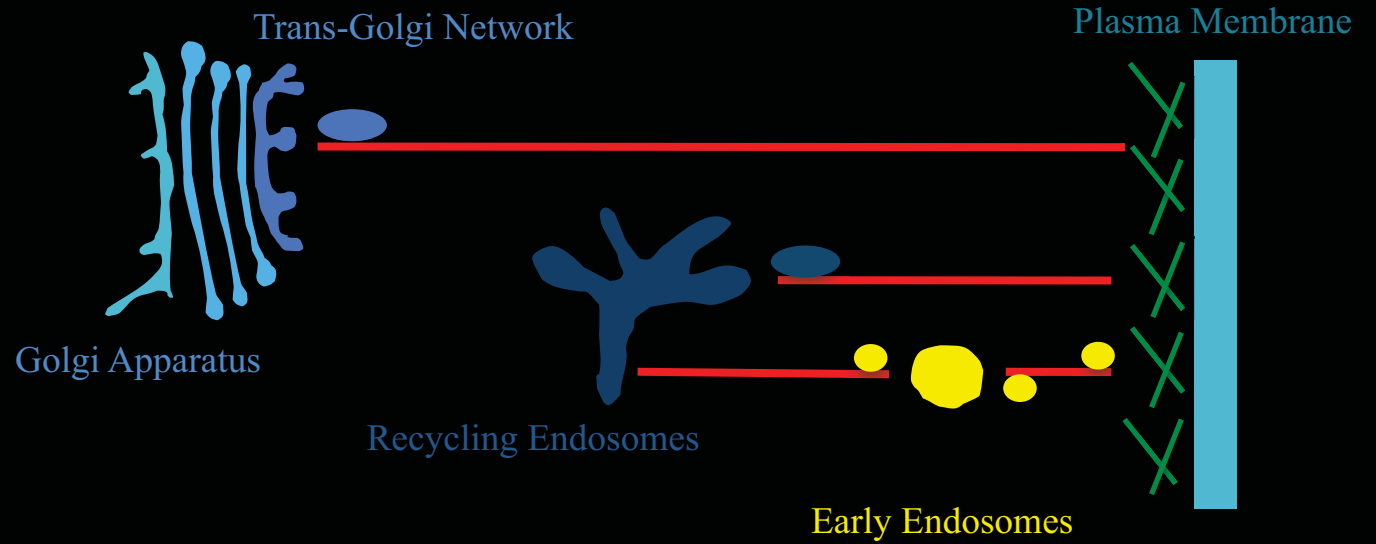 Trans-Golgi Network
Plasma Membrane
Golgi Apparatus
Recycling Endosomes
Early Endosomes